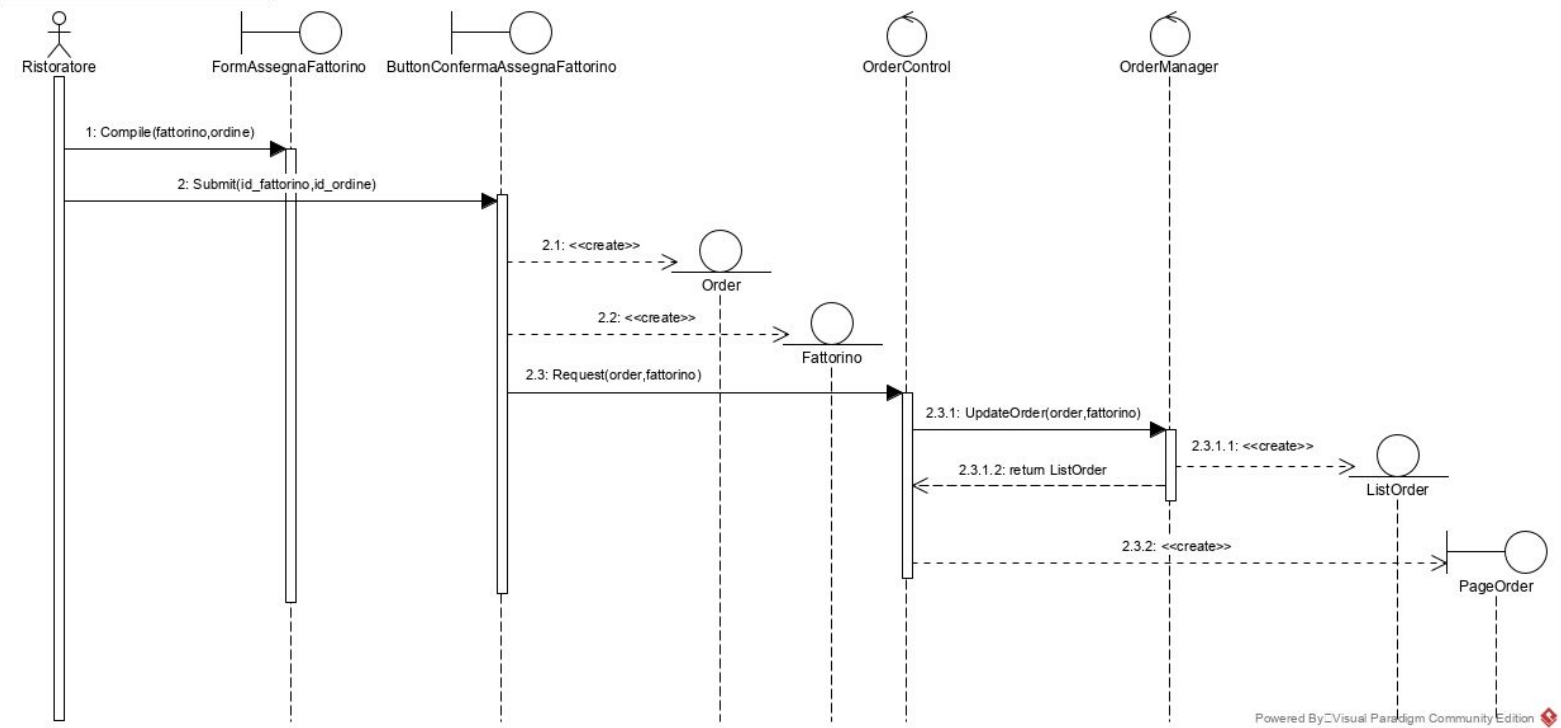 Ristoratore
FormAssegnaFattorino
ButtonConfermaAssegnaFattorino
OrderControl
OrderManager
1: Compile(fattorino,ordine)
2: Submit(id_fattorino,id_ordine)
2.1: <<create>>
Order
2.2: <<create>>
Fattorino
2.3: Request(order,fattorino)
2.3.1: UpdateOrder(order,fattorino)
2.3.1.1: <<create>>
2.3.1.2: return ListOrder
ListOrder
2.3.2: <<create>>
PageOrder
Powered By Visual Paradigm Community Edition